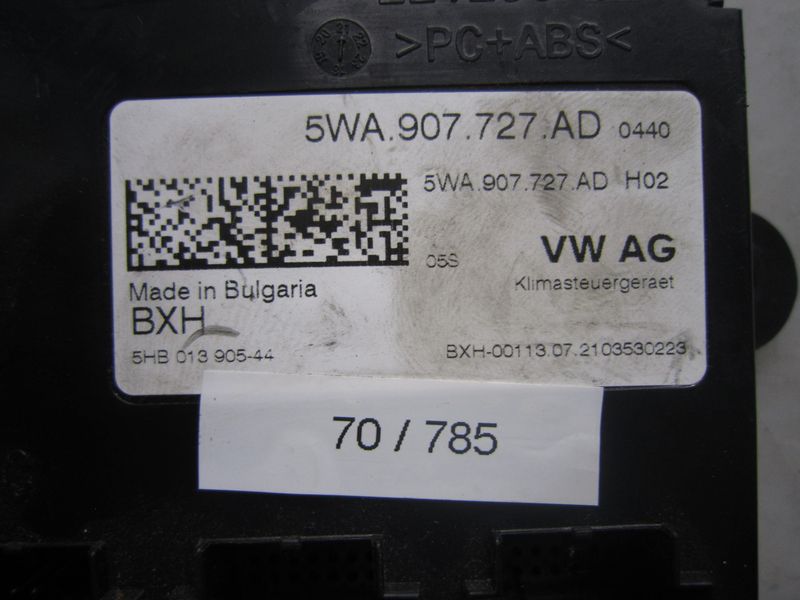 >PC+ABS<
5WA.907.727.AD 0440
5WA.907.727.AD H02
05S VW AG
Klimasteuergeraet
Made in Bulgaria
BXH
5HB 013 905-44
BXH-00113.07.2103530223
70 / 785